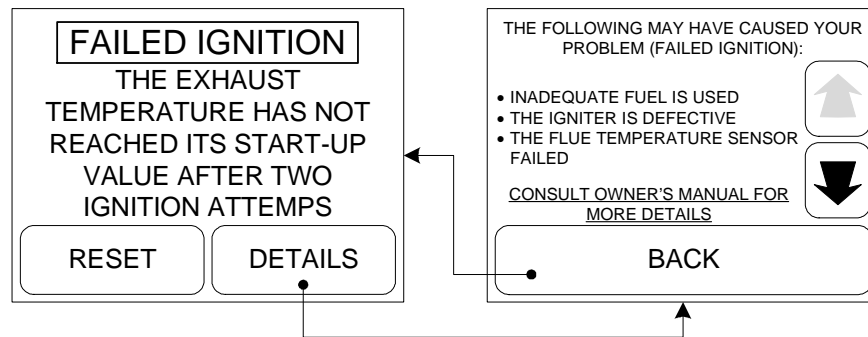 FAILED IGNITION
THE EXHAUST
TEMPERATURE HAS NOT
REACHED ITS START-UP
VALUE AFTER TWO
IGNITION ATTEMPS
RESET
DETAILS
THE FOLLOWING MAY HAVE CAUSED YOUR
PROBLEM (FAILED IGNITION):
• INADEQUATE FUEL IS USED
• THE IGNITER IS DEFECTIVE
• THE FLUE TEMPERATURE SENSOR
FAILED
CONSULT OWNER'S MANUAL FOR
MORE DETAILS
BACK